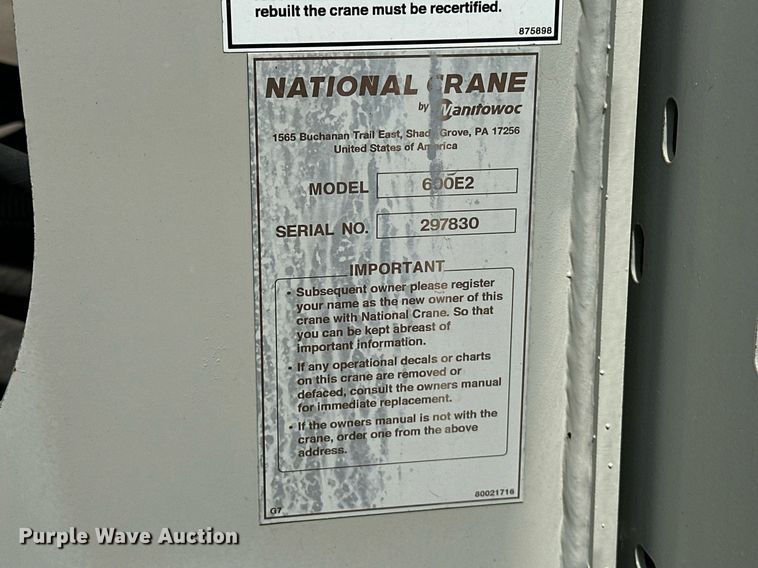 rebuilt the crane must be recertified.
875898
NATIONAL CRANE
by Manitowoc
1565 Buchanan Trail East, Shady Grove, PA 17256
United States of America
MODEL 600E2
SERIAL NO. 297830
IMPORTANT
• Subsequent owner please register
your name as the new owner of this
crane with National Crane. So that
you can be kept abreast of
important information.
• If any operational decals or charts
on this crane are removed or
defaced, consult the owners manual
for immediate replacement.
• If the owners manual is not with the
crane, order one from the above
address.
G7
80021716
Purple Wave Auction